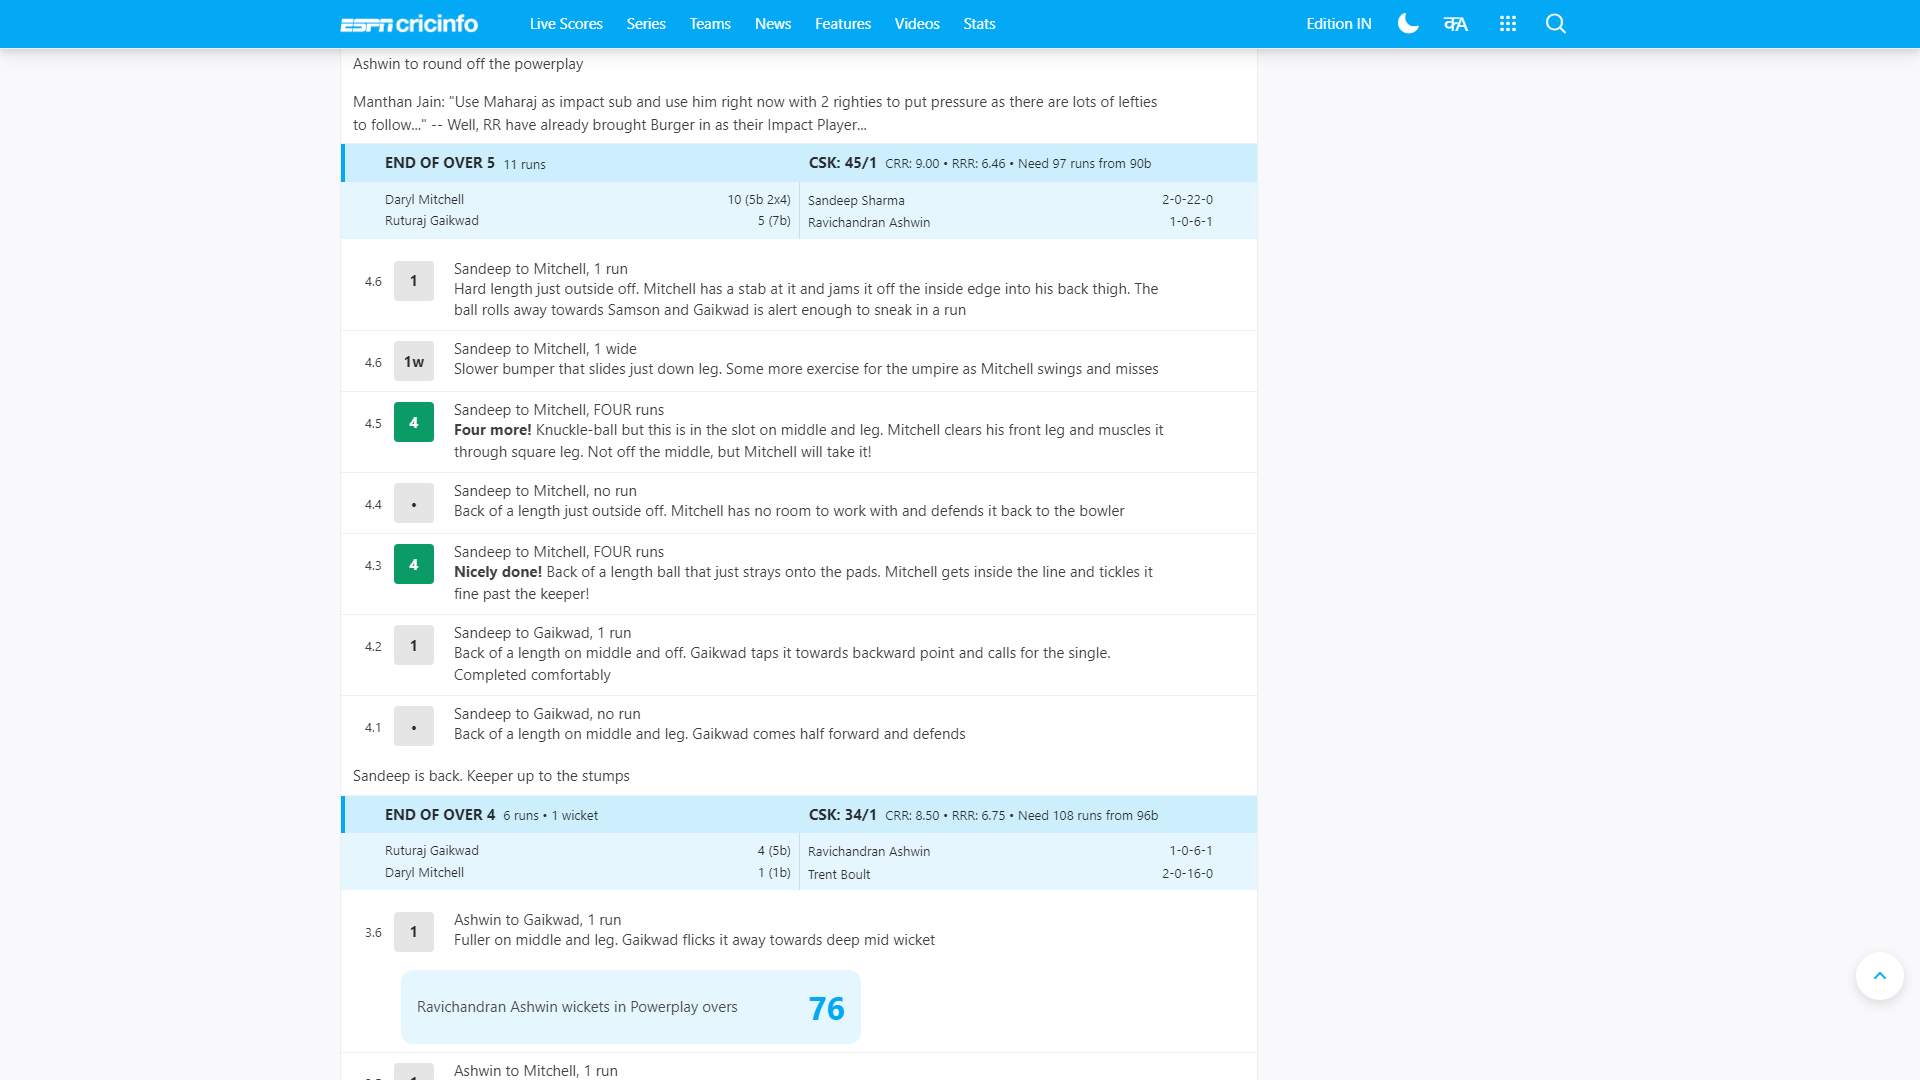 ESPN cricinfo Live Scores Series Teams News Features Videos Stats Edition IN क A
Ashwin to round off the powerplay
Manthan Jain: "Use Maharaj as impact sub and use him right now with 2 righties to put pressure as there are lots of lefties
to follow..." -- Well, RR have already brought Burger in as their Impact Player...
END OF OVER 5 11 runs CSK: 45/1 CRR: 9.00 • RRR: 6.46 • Need 97 runs from 90b
Daryl Mitchell 10 (5b 2x4) Sandeep Sharma 2-0-22-0
Ruturaj Gaikwad 5 (7b) Ravichandran Ashwin 1-0-6-1
Sandeep to Mitchell, 1 run
4.6 1 Hard length just outside off. Mitchell has a stab at it and jams it off the inside edge into his back thigh. The
ball rolls away towards Samson and Gaikwad is alert enough to sneak in a run
Sandeep to Mitchell, 1 wide
4.6 1w Slower bumper that slides just down leg. Some more exercise for the umpire as Mitchell swings and misses
Sandeep to Mitchell, FOUR runs
4.5 4 Four more! Knuckle-ball but this is in the slot on middle and leg. Mitchell clears his front leg and muscles it
through square leg. Not off the middle, but Mitchell will take it!
Sandeep to Mitchell, no run
4.4 • Back of a length just outside off. Mitchell has no room to work with and defends it back to the bowler
Sandeep to Mitchell, FOUR runs
4.3 4 Nicely done! Back of a length ball that just strays onto the pads. Mitchell gets inside the line and tickles it
fine past the keeper!
Sandeep to Gaikwad, 1 run
4.2 1 Back of a length on middle and off. Gaikwad taps it towards backward point and calls for the single.
Completed comfortably
Sandeep to Gaikwad, no run
4.1 • Back of a length on middle and leg. Gaikwad comes half forward and defends
Sandeep is back. Keeper up to the stumps
END OF OVER 4 6 runs • 1 wicket CSK: 34/1 CRR: 8.50 • RRR: 6.75 • Need 108 runs from 96b
Ruturaj Gaikwad 4 (5b) Ravichandran Ashwin 1-0-6-1
Daryl Mitchell 1 (1b) Trent Boult 2-0-16-0
Ashwin to Gaikwad, 1 run
3.6 1 Fuller on middle and leg. Gaikwad flicks it away towards deep mid wicket
Ravichandran Ashwin wickets in Powerplay overs 76
Ashwin to Mitchell, 1 run